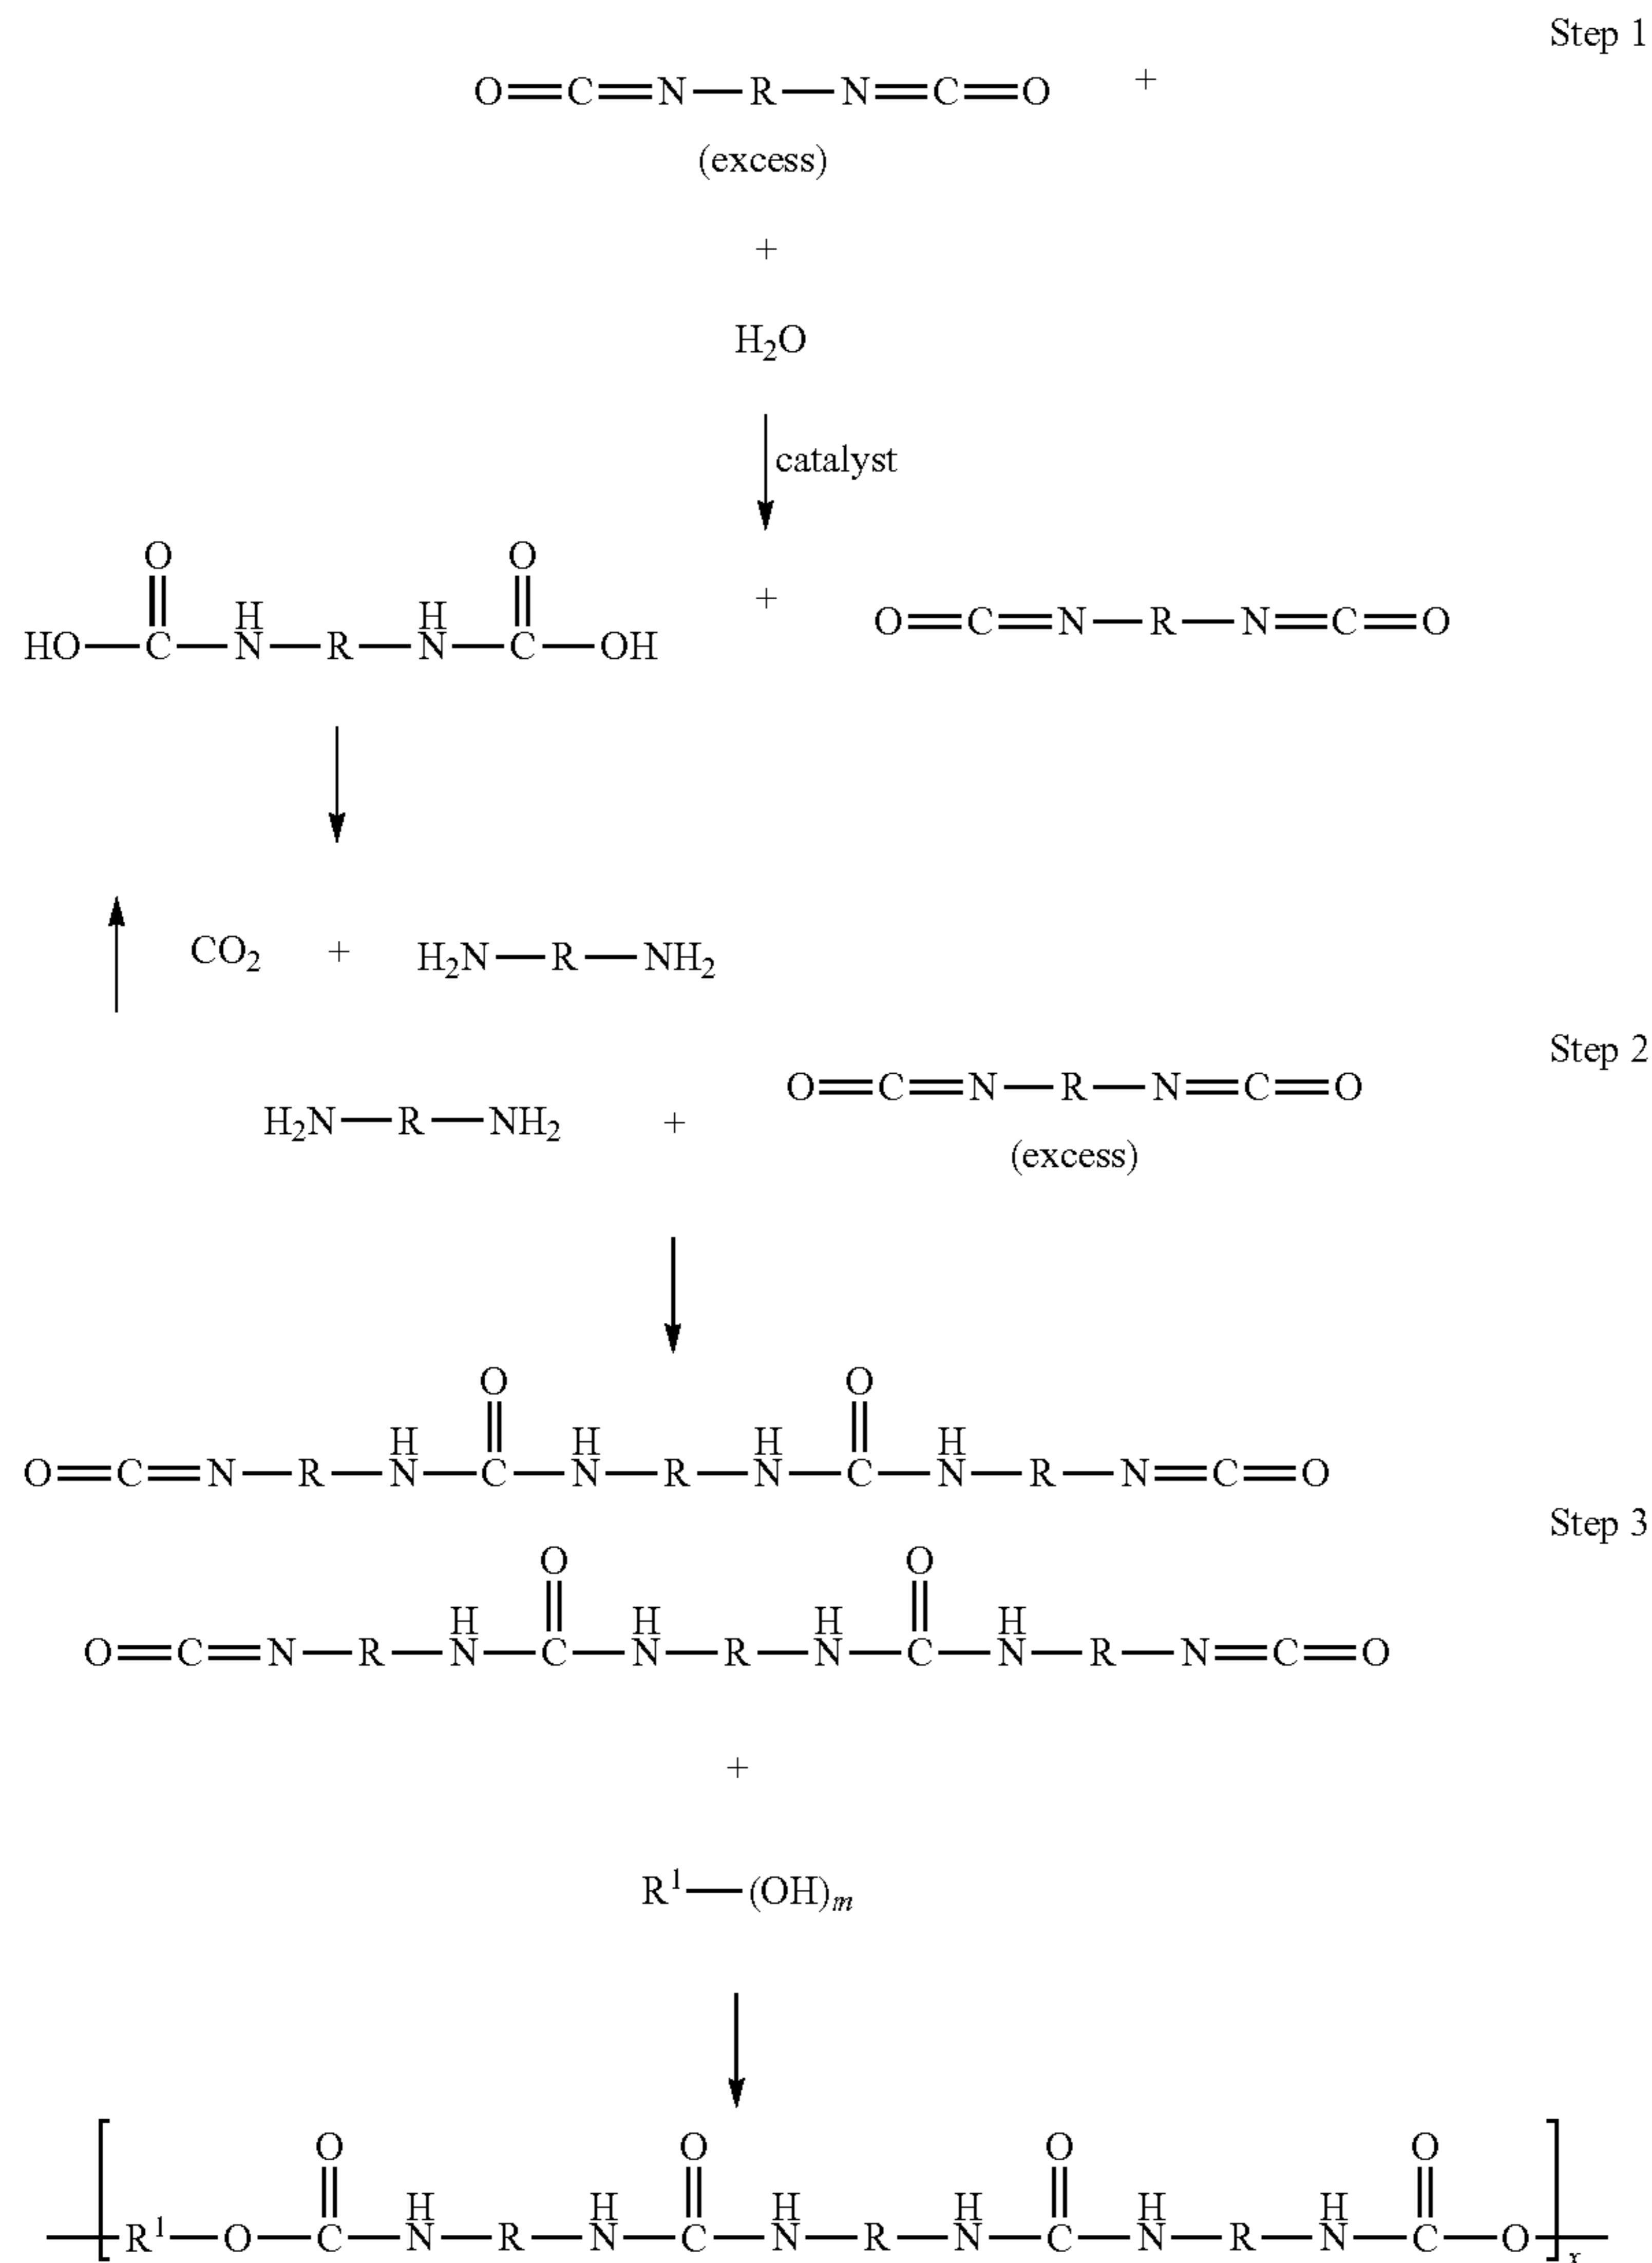 Step 1
O=C=N—R—N=C=O +
(excess)
+
H₂O
catalyst
O O
HO—C—N—R—N—C—OH + O=C=N—R—N=C=O
H H
CO₂ + H₂N—R—NH₂
Step 2
H₂N—R—NH₂ + O=C=N—R—N=C=O
(excess)
O O
H H H H
O=C=N—R—N—C—N—R—N—C—N—R—N=C=O
Step 3
O O
H H H H
O=C=N—R—N—C—N—R—N—C—N—R—N=C=O
+
R¹—(OH)m
O O O O
H H H H H H
[R¹—O—C—N—R—N—C—N—R—N—C—N—R—N—C—O]x